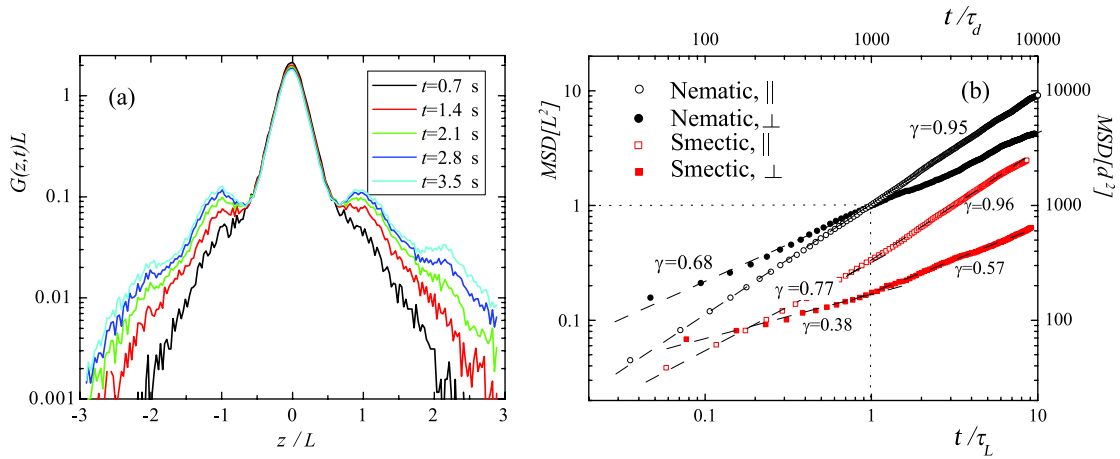 (a)
t=0.7 s
t=1.4 s
t=2.1 s
t=2.8 s
t=3.5 s
G(z,t)L
1
0.1
0.01
0.001
-3 -2 -1 0 1 2 3
z/L
t/τ_d
100 1000 10000
(b)
Nematic, ||
Nematic, ⊥
Smectic, ||
Smectic, ⊥
MSD[L²]
10
1
0.1
MSD[d²]
10000
1000
100
γ=0.95
γ=0.96
γ=0.68
γ=0.77
γ=0.57
γ=0.38
0.1 1 10
t/τ_L